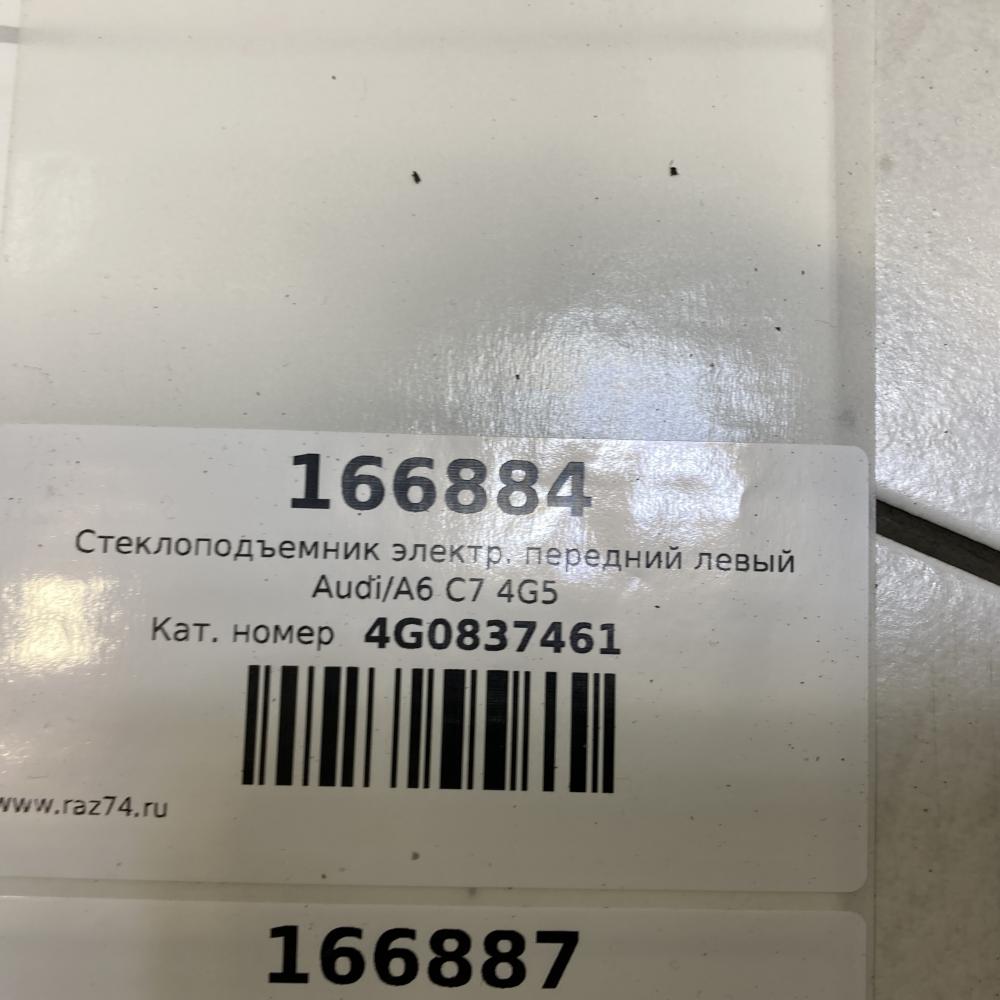 166884
Стеклоподъемник электр. передний левый
Audi/A6 C7 4G5
Кат. номер 4G0837461
www.raz74.ru
166887